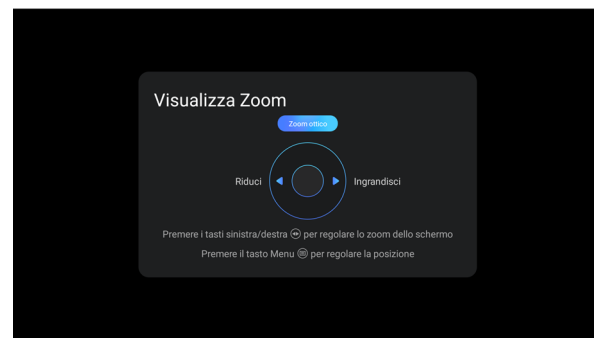 Visualizza Zoom
Zoom ottico
Riduci
Ingrandisci
Premere i tasti sinistra/destra per regolare lo zoom dello schermo
Premere il tasto Menu per regolare la posizione